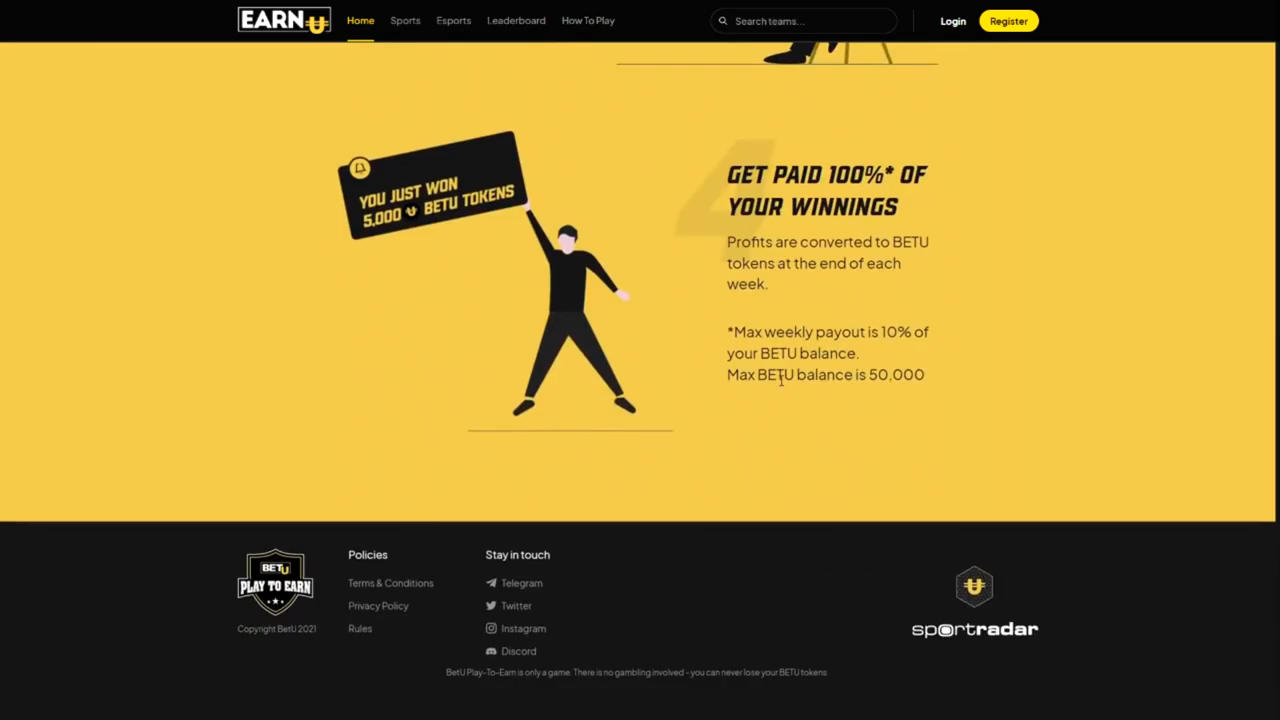 EARN U
Home
Sports
Esports
Leaderboard
How To Play
Search teams...
Login
Register
YOU JUST WON
5,000 BETU TOKENS
4
GET PAID 100%* OF
YOUR WINNINGS
Profits are converted to BETU
tokens at the end of each
week.
*Max weekly payout is 10% of
your BETU balance.
Max BETU balance is 50,000
BETU
PLAY TO EARN
Copyright BetU 2021
Policies
Terms & Conditions
Privacy Policy
Rules
Stay in touch
Telegram
Twitter
Instagram
Discord
sportradar
BetU Play-To-Earn is only a game. There is no gambling involved - you can never lose your BETU tokens